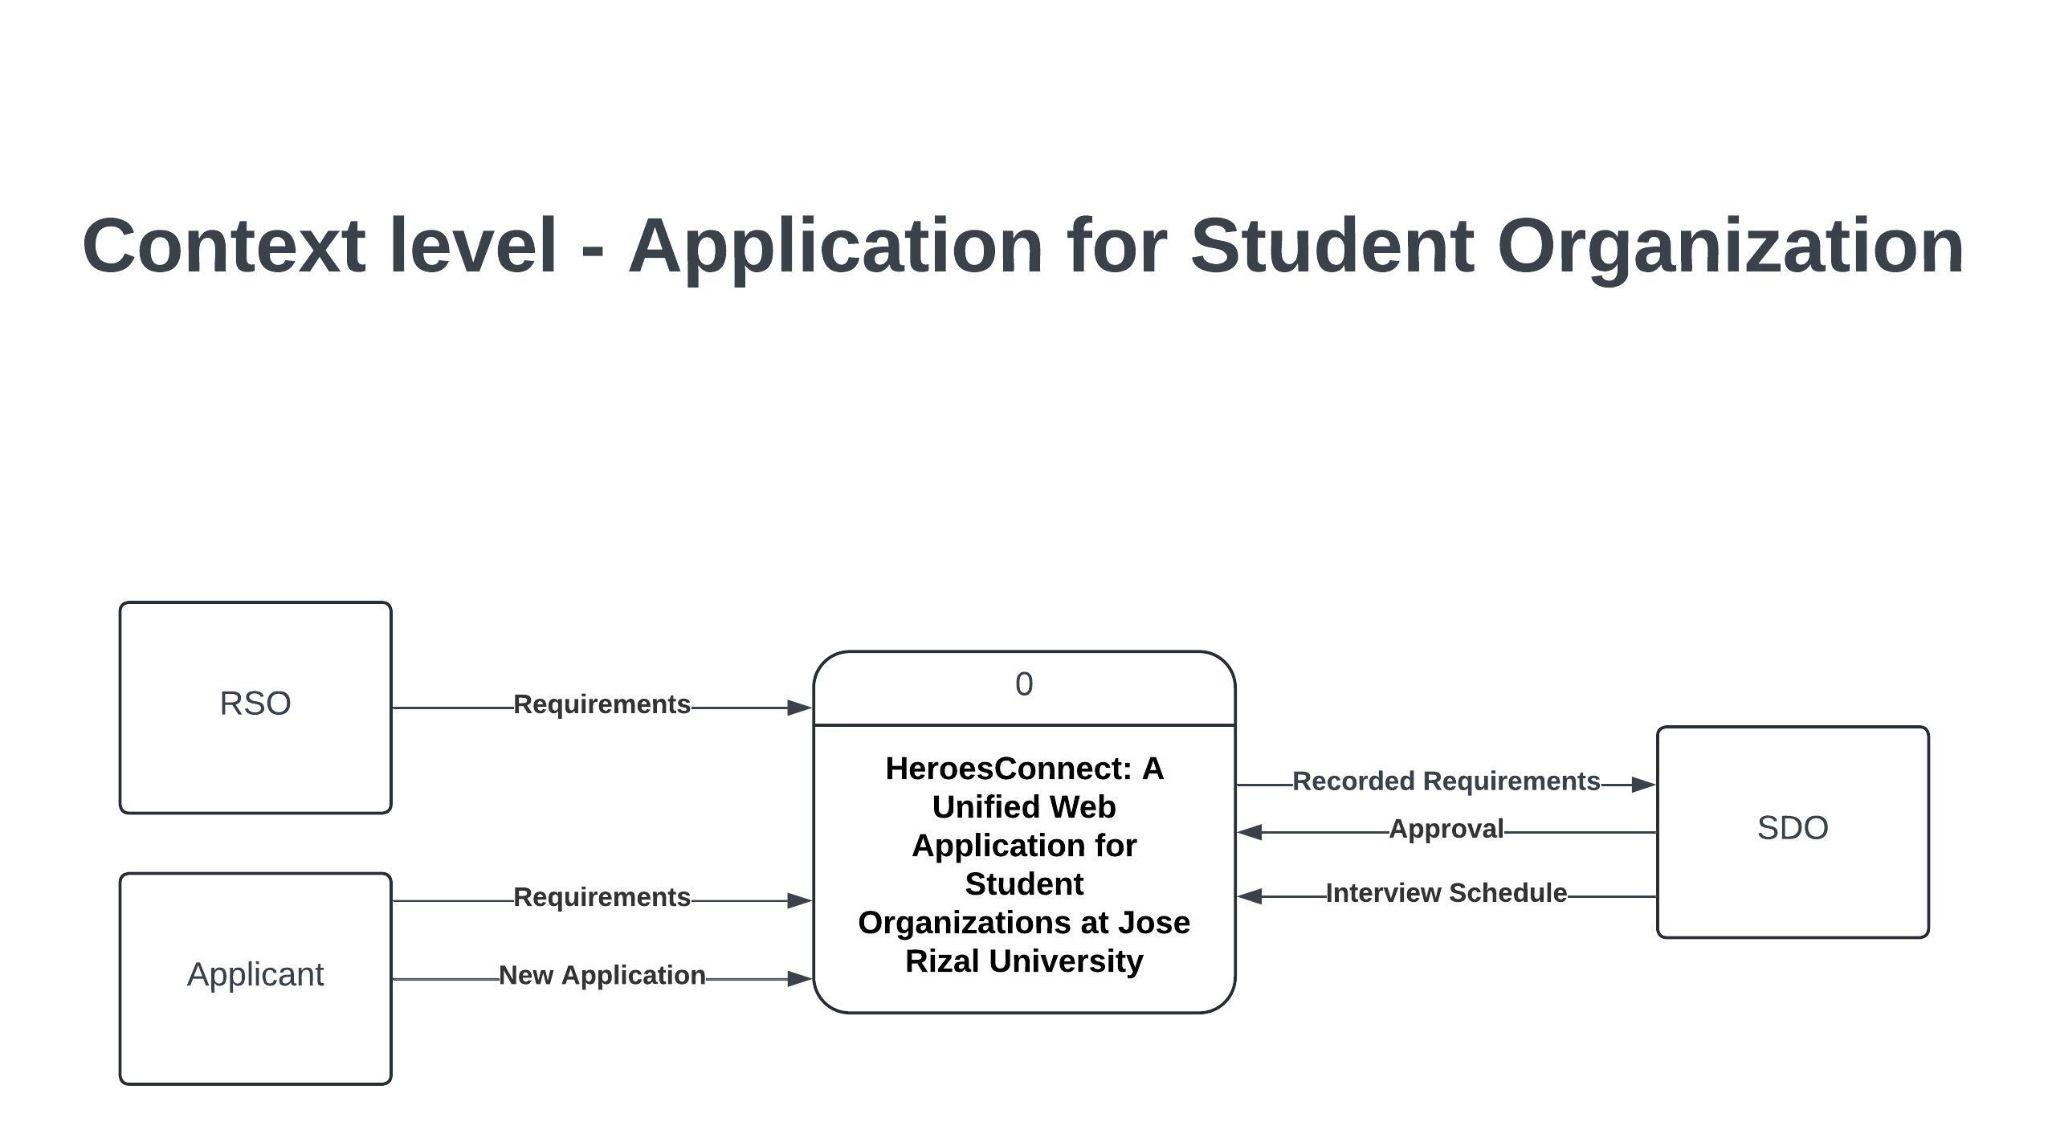 Context level - Application for Student Organization
RSO
Requirements
0
HeroesConnect: A
Unified Web
Application for
Student
Organizations at Jose
Rizal University
Recorded Requirements
Approval
Interview Schedule
SDO
Applicant
Requirements
New Application